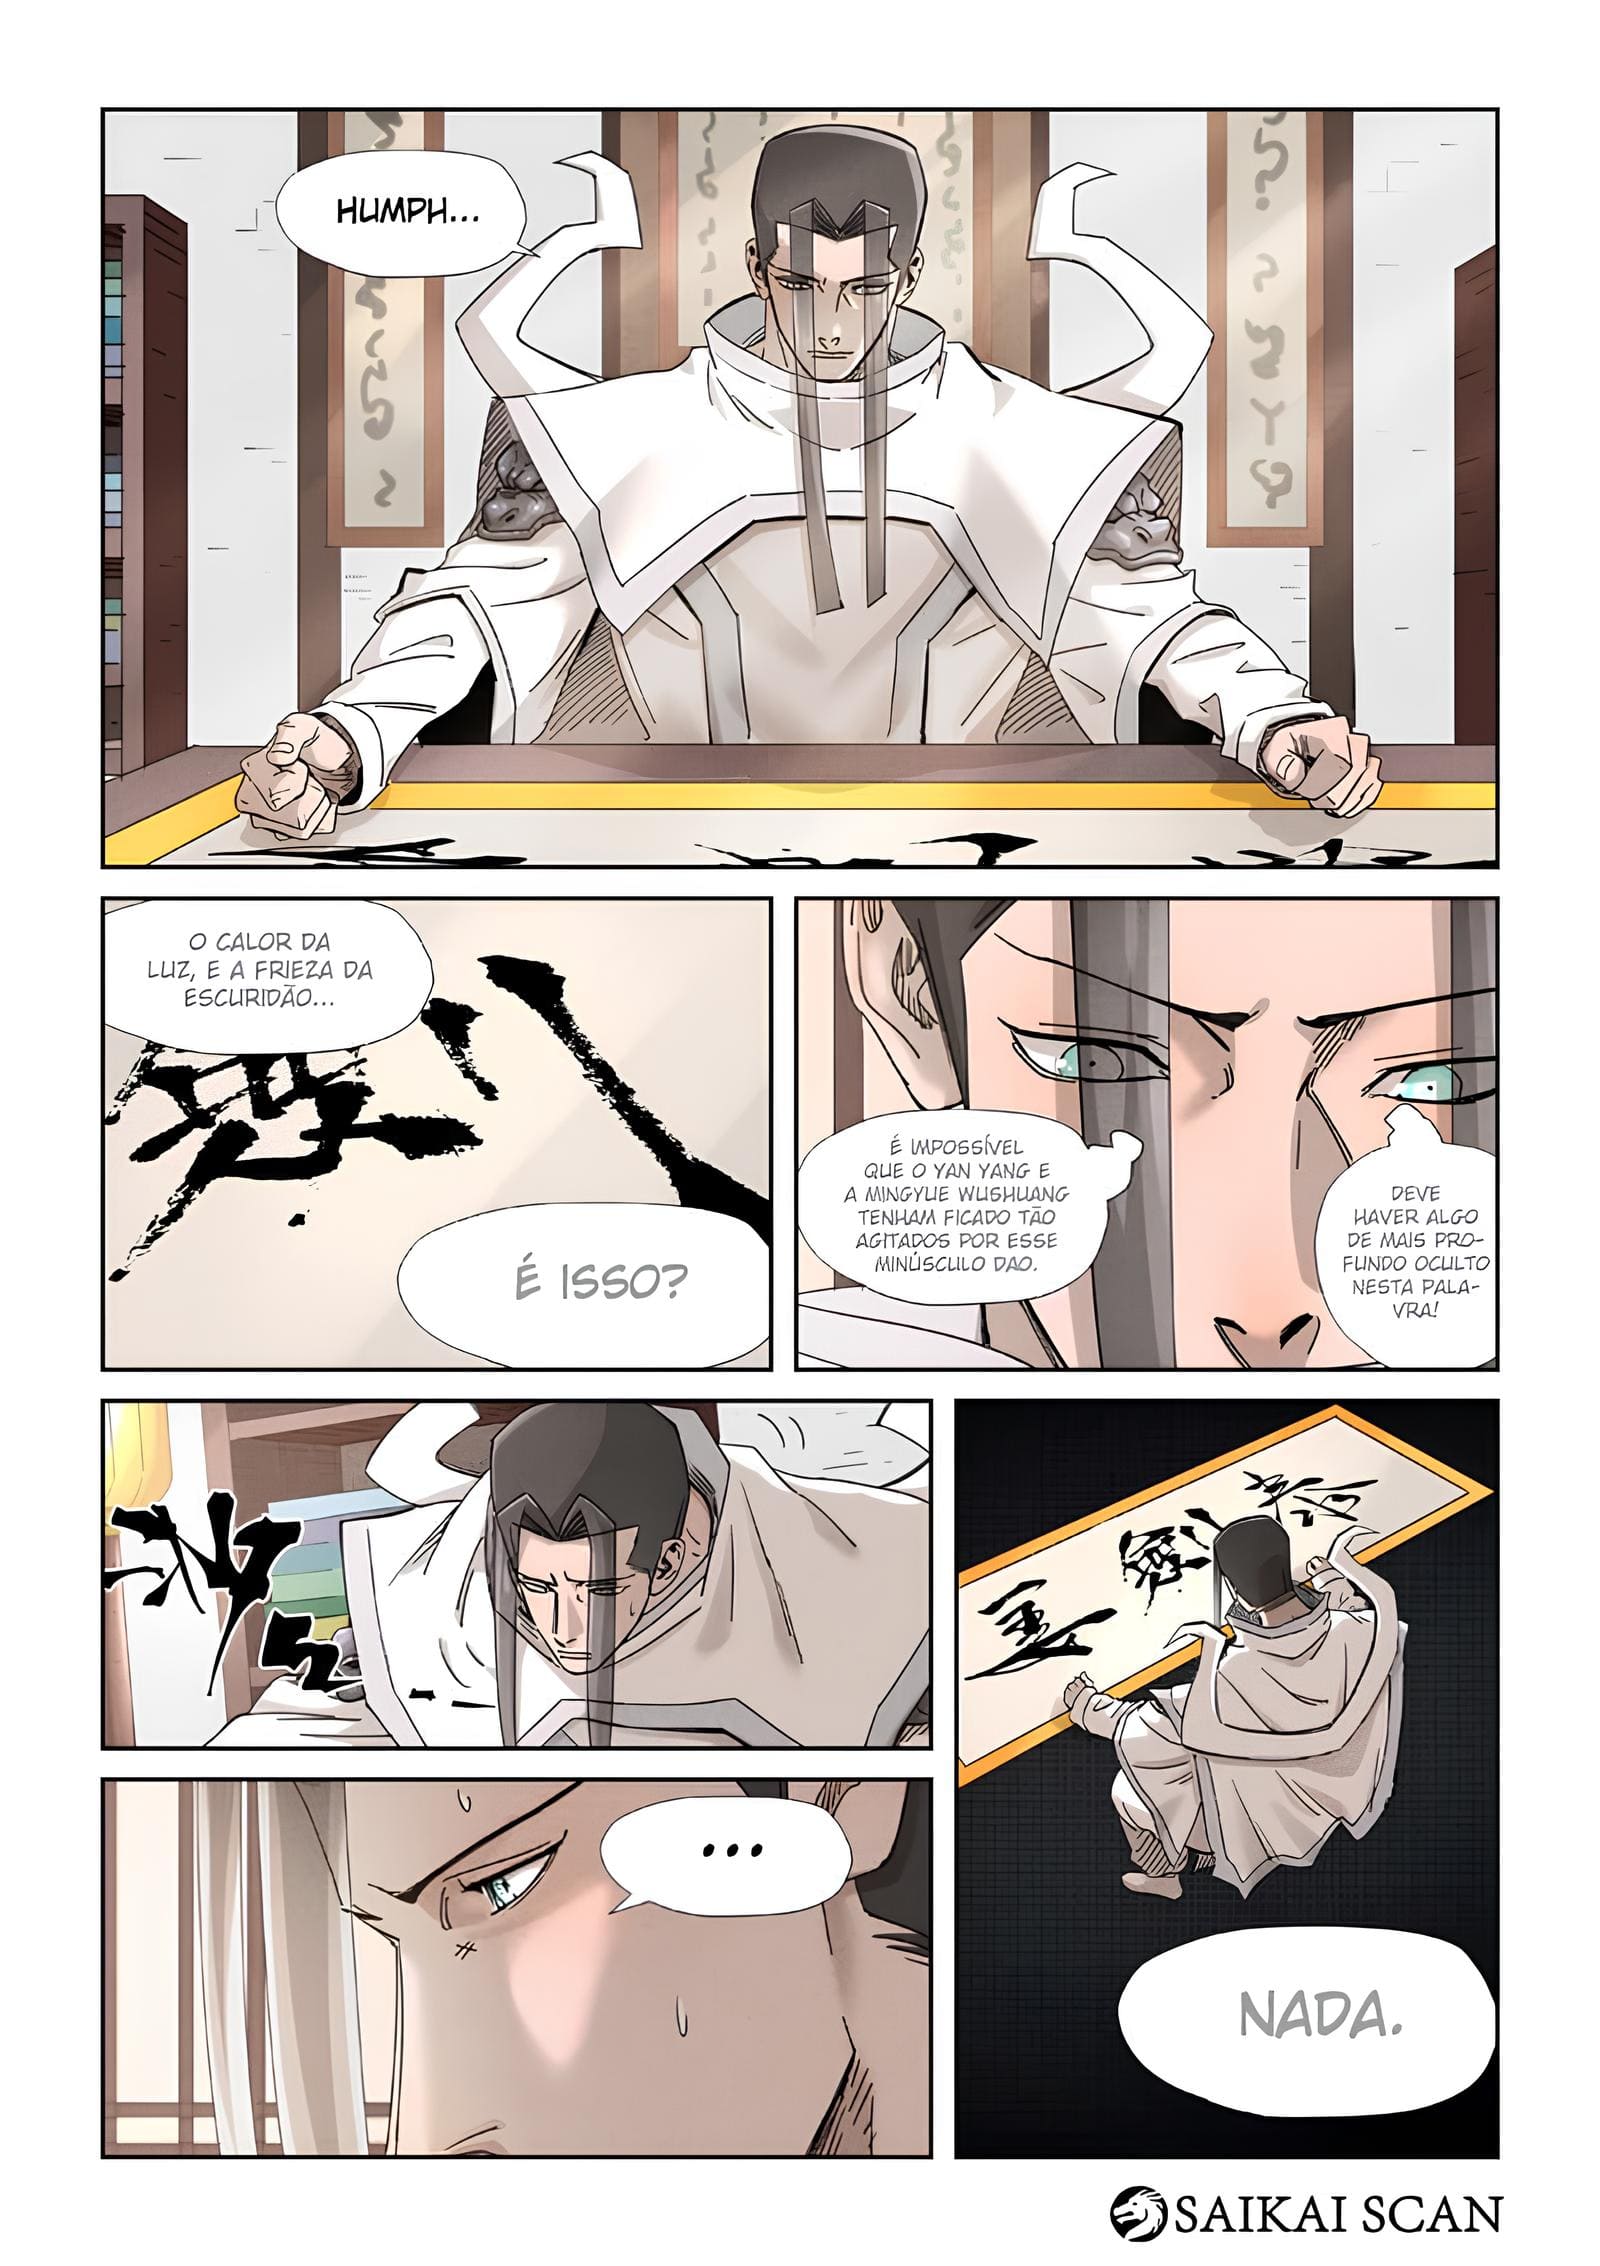 HUMPH...
O CALOR DA
LUZ, E A FRIEZA DA
ESCURIDÃO...
É ISSO?
É IMPOSSÍVEL
QUE O YAN YANG E
A MINGYUE WUSHUANG
TENHAM FICADO TÃO
AGITADOS POR ESSE
MINÚSCULO DAO.
DEVE
HAVER ALGO
DE MAIS PRO-
FUNDO OCULTO
NESTA PALA-
VRA!
...
NADA.
SAIKAI SCAN